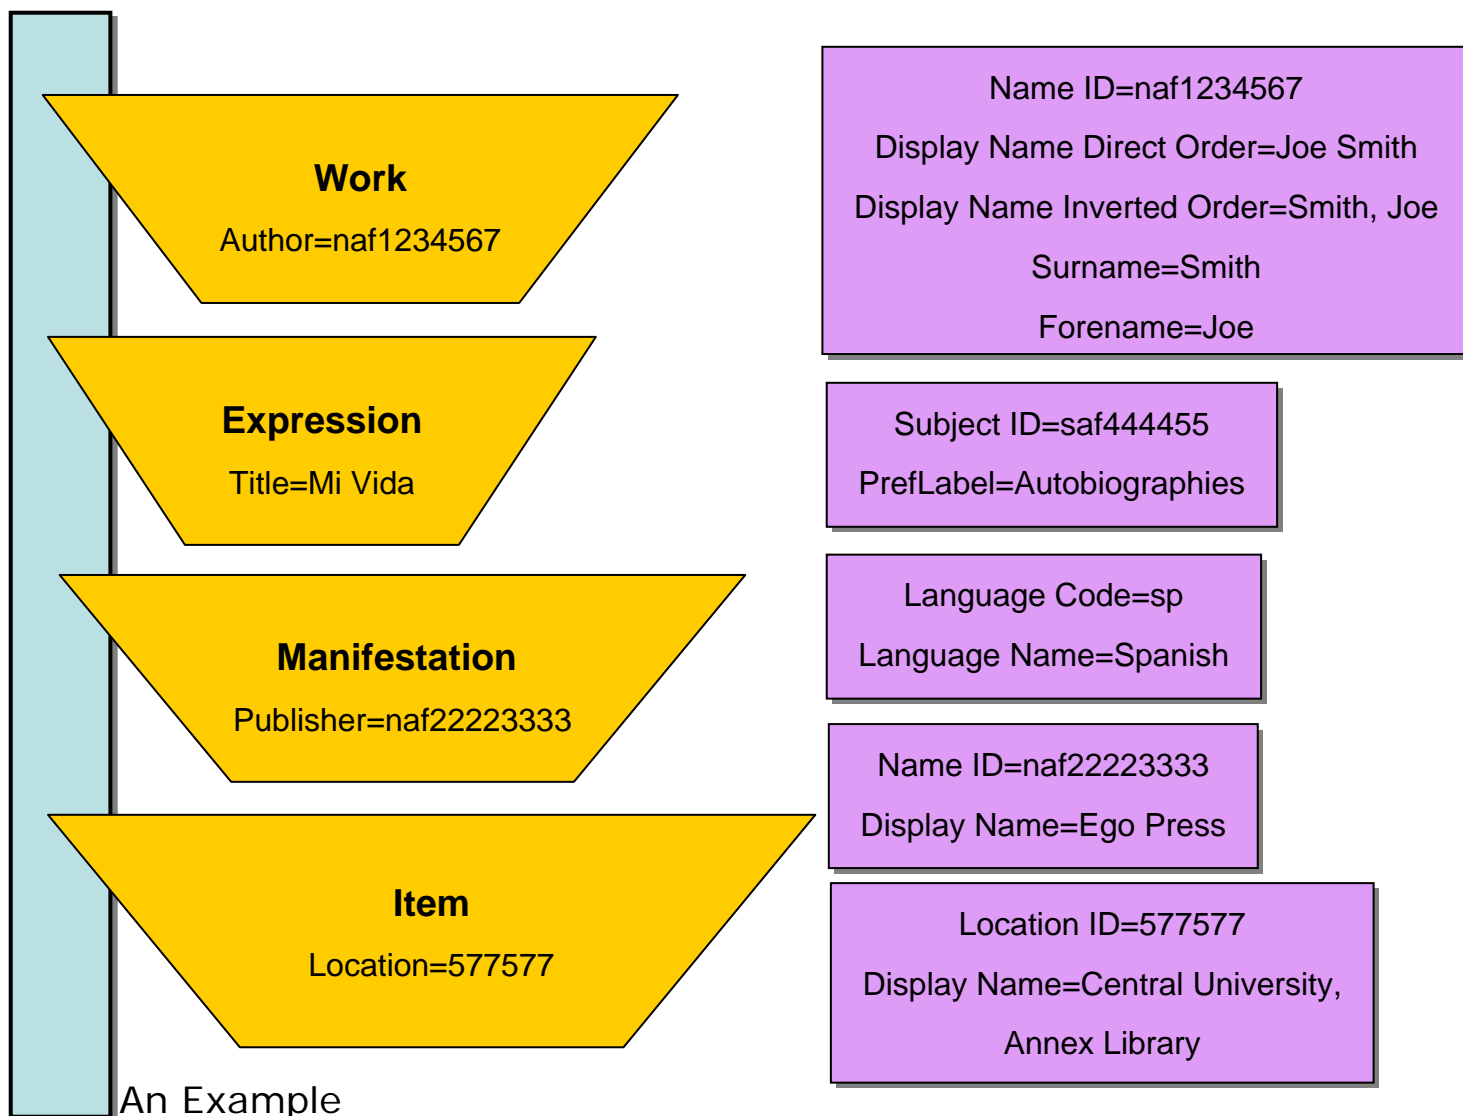 Work
Author=naf1234567
Expression
Title=Mi Vida
Manifestation
Publisher=naf22223333
Item
Location=577577
Name ID=naf1234567
Display Name Direct Order=Joe Smith
Display Name Inverted Order=Smith, Joe
Surname=Smith
Forename=Joe
Subject ID=saf444455
PrefLabel=Autobiographies
Language Code=sp
Language Name=Spanish
Name ID=naf22223333
Display Name=Ego Press
Location ID=577577
Display Name=Central University,
Annex Library
An Example